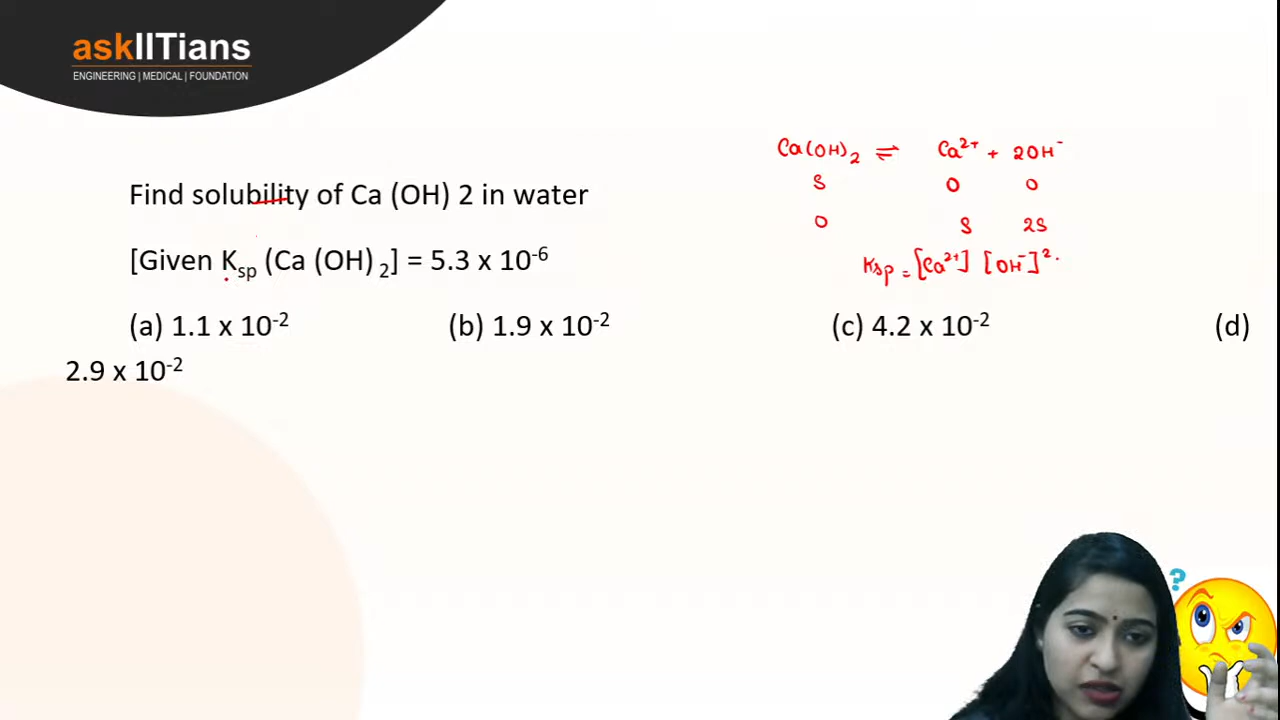 askIITians
ENGINEERING | MEDICAL | FOUNDATION
Ca(OH)₂ ⇌ Ca²⁺ + 2OH⁻
S 0 0
0 S 2S
Ksp = [Ca²⁺] [OH⁻]².
Find solubility of Ca (OH) 2 in water
[Given Ksp (Ca (OH) ₂] = 5.3 x 10⁻⁶
(a) 1.1 x 10⁻² (b) 1.9 x 10⁻² (c) 4.2 x 10⁻² (d)
2.9 x 10⁻²
?